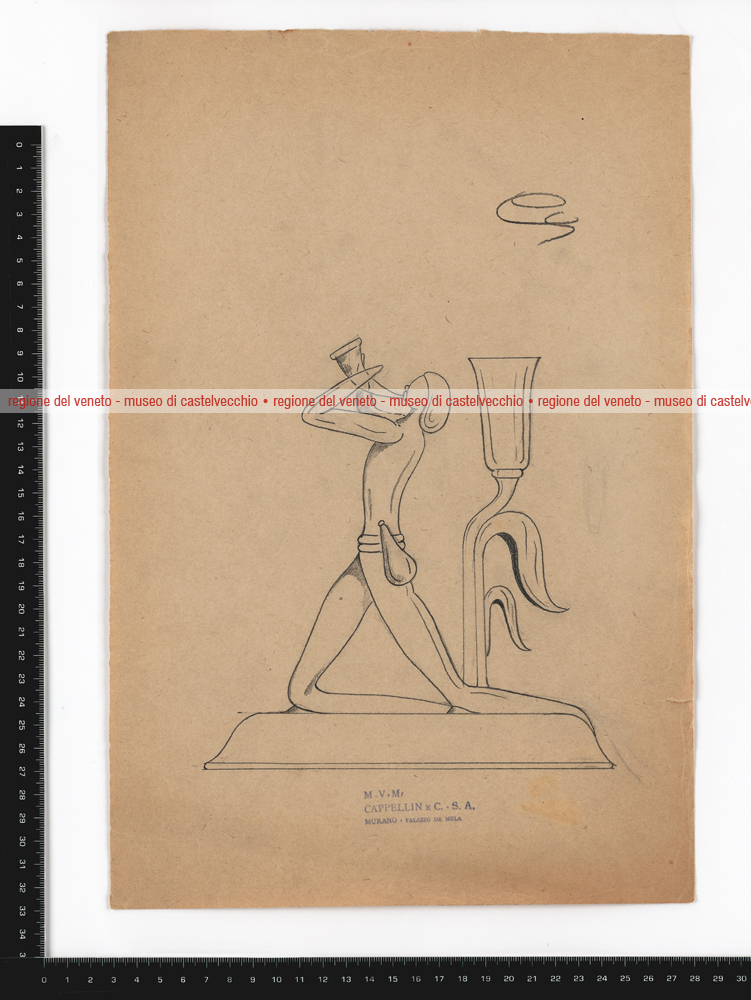 regione del veneto - museo di castelvecchio • regione del veneto - museo di castelvecchio • regione del veneto - museo di castelv
M.V.M.
CAPPELLIN E C. - S. A.
MURANO - PALAZZO DA MULA
0 1 2 3 4 5 6 7 8 9 10 11 12 13 14 15 16 17 18 19 20 21 22 23 24 25 26 27 28 29 30 31 32 33 34 3
0 1 2 3 4 5 6 7 8 9 10 11 12 13 14 15 16 17 18 19 20 21 22 23 24 25 26 27 28 29 30